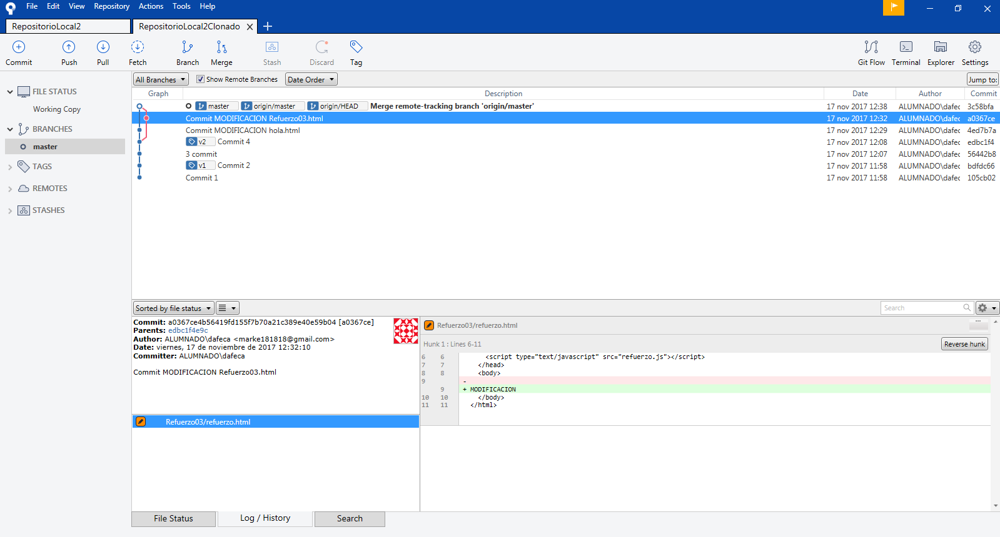 File Edit View Repository Actions Tools Help
RepositorioLocal2 RepositorioLocal2Clonado
Commit Push Pull Fetch Branch Merge Stash Discard Tag Git Flow Terminal Explorer Settings
All Branches Show Remote Branches Date Order Jump to:
FILE STATUS
Working Copy
BRANCHES
master
TAGS
REMOTES
STASHES
Graph Description Date Author Commit
master origin/master origin/HEAD Merge remote-tracking branch 'origin/master' 17 nov 2017 12:38 ALUMNADO\dafec 3c58bfa
Commit MODIFICACION Refuerzo03.html 17 nov 2017 12:32 ALUMNADO\dafec a0367ce
Commit MODIFICACION hola.html 17 nov 2017 12:29 ALUMNADO\dafec 4ed7b7a
v2 Commit 4 17 nov 2017 12:08 ALUMNADO\dafec edbc1f4
3 commit 17 nov 2017 12:07 ALUMNADO\dafec 56442b8
v1 Commit 2 17 nov 2017 11:58 ALUMNADO\dafec bdfdc66
Commit 1 17 nov 2017 11:58 ALUMNADO\dafec 105cb02
Sorted by file status Search
Commit: a0367ce4b56419fd155f7b70a21c389e40e59b04 [a0367ce]
Parents: edbc1f4e9c
Author: ALUMNADO\dafeca <marke181818@gmail.com>
Date: viernes, 17 de noviembre de 2017 12:32:10
Committer: ALUMNADO\dafeca
Commit MODIFICACION Refuerzo03.html
Refuerzo03/refuerzo.html
Refuerzo03/refuerzo.html
Hunk 1 : Lines 6-11 Reverse hunk
6 6 <script type="text/javascript" src="refuerzo.js"></script>
7 7 </head>
8 8 <body>
9 -
9 + MODIFICACION
10 10 </body>
11 11 </html>
File Status Log / History Search